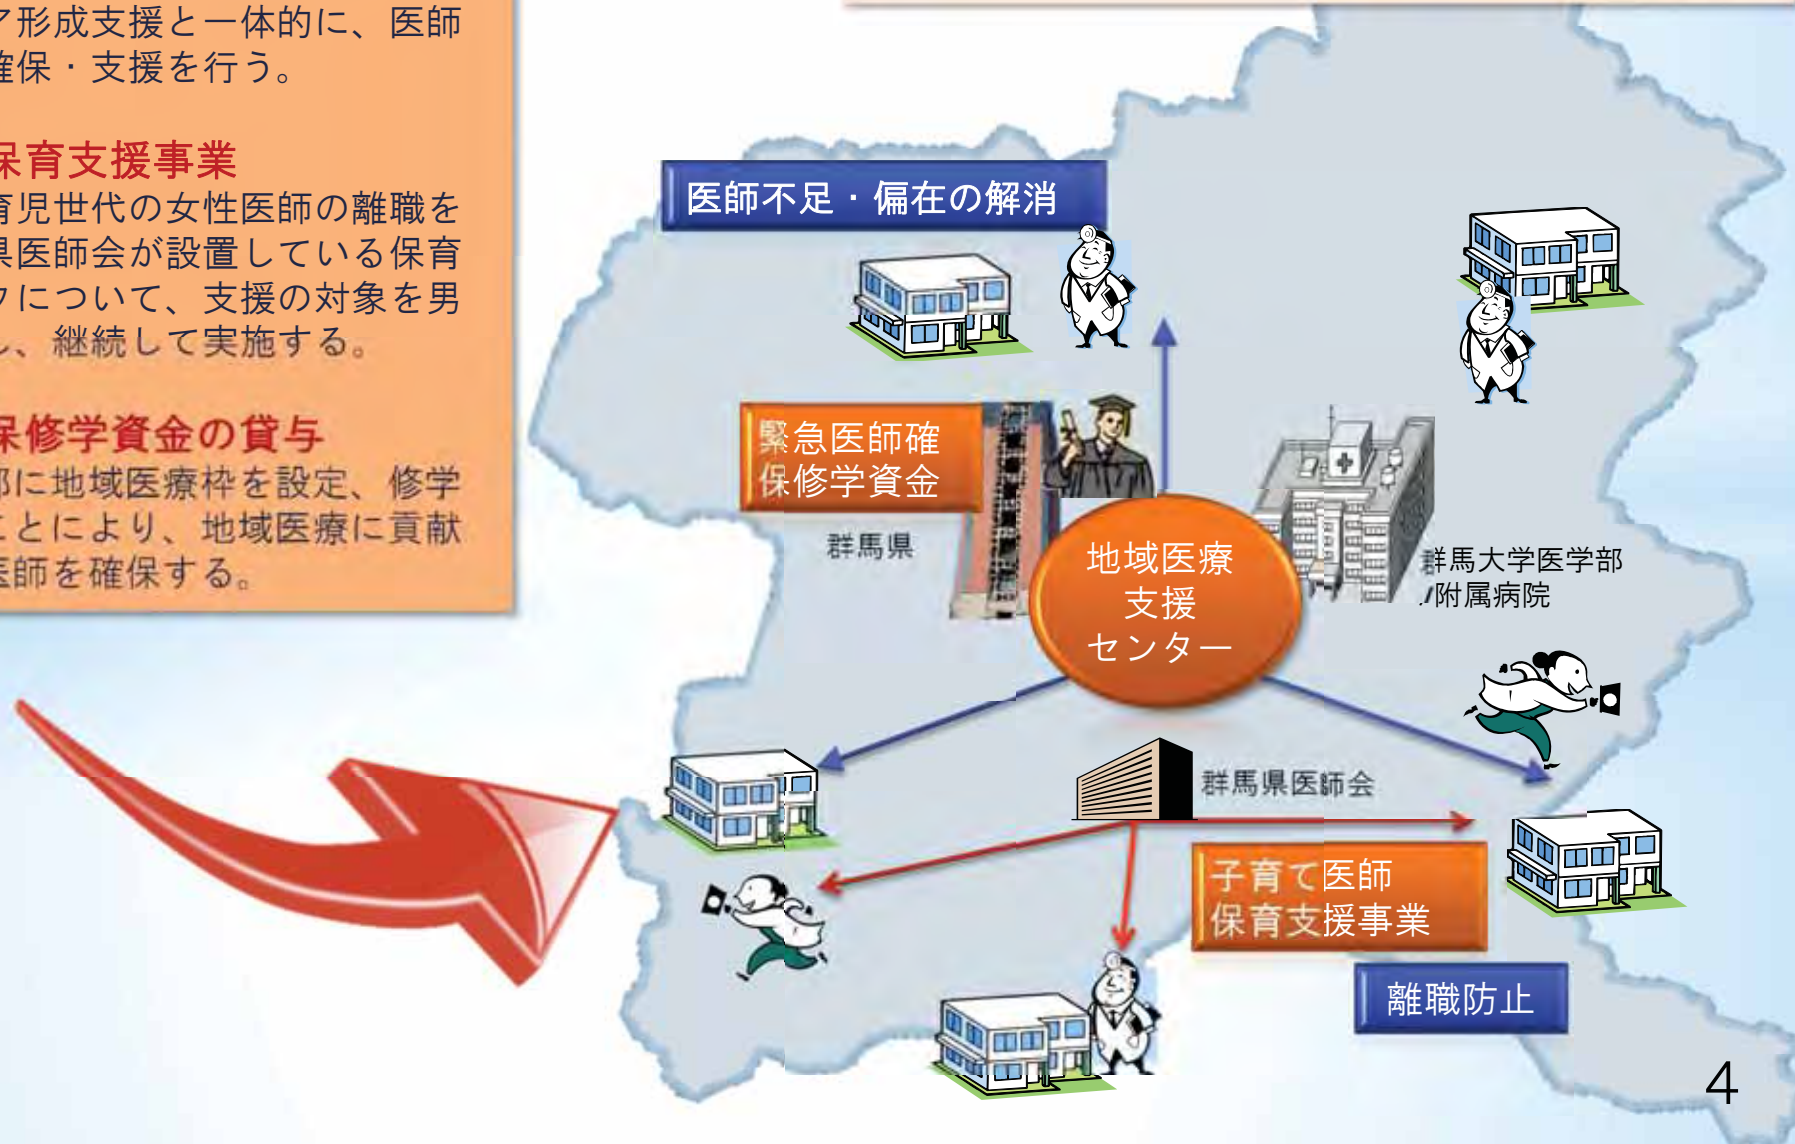 ア形成支援と一体的に、医師
確保・支援を行う。
保育支援事業
育児世代の女性医師の離職を
県医師会が設置している保育
クについて、支援の対象を男
し、継続して実施する。
保修学資金の貸与
部に地域医療枠を設定、修学
ことにより、地域医療に貢献
医師を確保する。
医師不足・偏在の解消
緊急医師確
保修学資金
群馬県
地域医療
支援
センター
群馬大学医学部
/附属病院
群馬県医師会
子育て医師
保育支援事業
離職防止
4